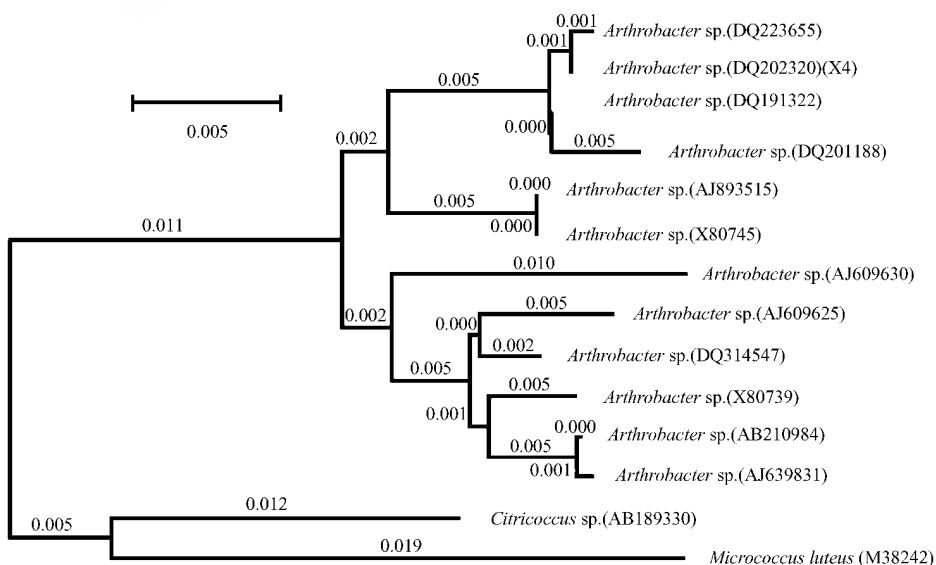 0.001
Arthrobacter sp.(DQ223655)
0.001
Arthrobacter sp.(DQ202320)(X4)
0.005
Arthrobacter sp.(DQ191322)
0.005
0.000
0.005
0.002
Arthrobacter sp.(DQ201188)
0.000
Arthrobacter sp.(AJ893515)
0.005
0.011
0.000
Arthrobacter sp.(X80745)
0.010
Arthrobacter sp.(AJ609630)
0.005
0.002
0.000
Arthrobacter sp.(AJ609625)
0.002
Arthrobacter sp.(DQ314547)
0.005
0.005
Arthrobacter sp.(X80739)
0.001
0.000
Arthrobacter sp.(AB210984)
0.005
0.001
Arthrobacter sp.(AJ639831)
0.012
Citricoccus sp.(AB189330)
0.005
0.019
Micrococcus luteus (M38242)